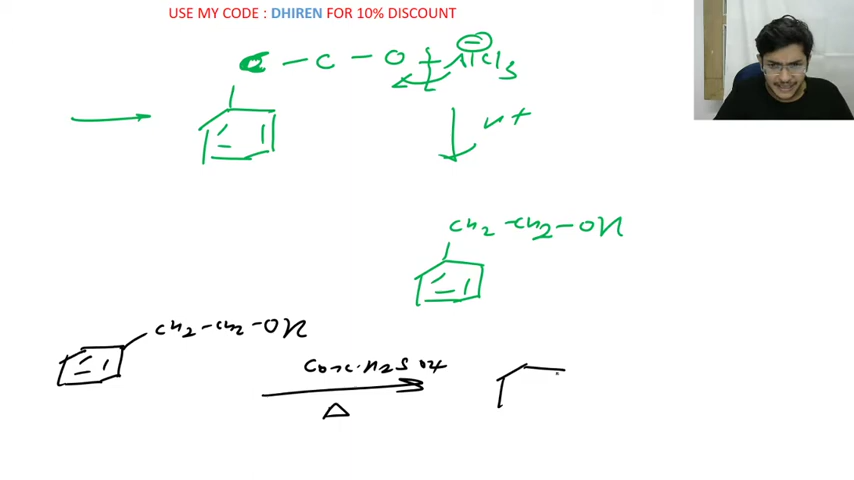 USE MY CODE : DHIREN FOR 10% DISCOUNT
C - C - O - AlCl3
H+
CH2 - CH2 - OH
CH2 - CH2 - OH
Conc. H2SO4
Δ